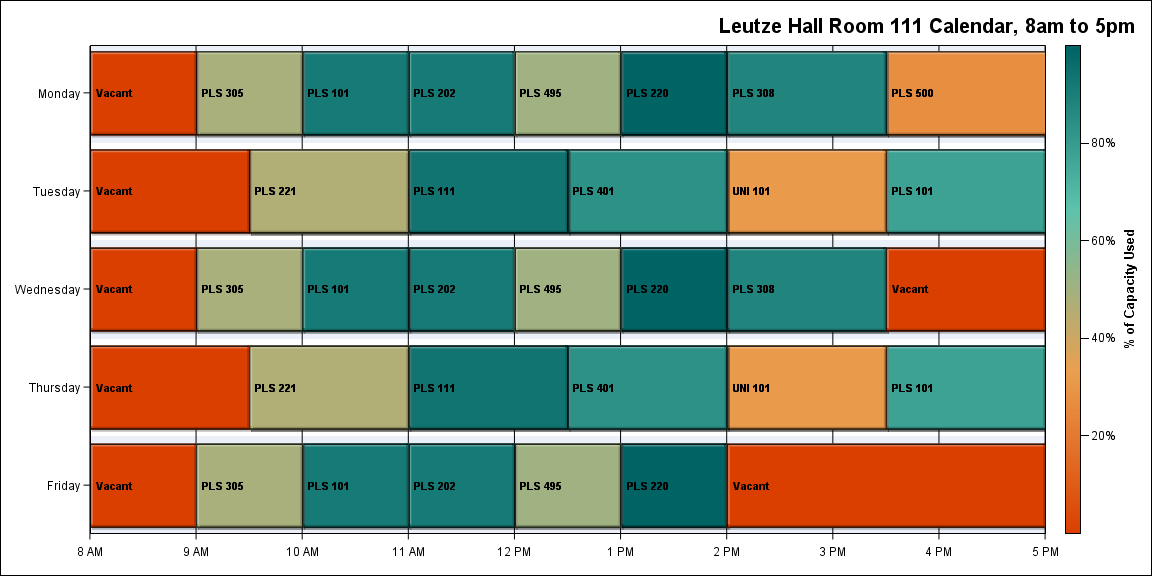 Leutze Hall Room 111 Calendar, 8am to 5pm
Monday
Vacant
PLS 305
PLS 101
PLS 202
PLS 495
PLS 220
PLS 308
PLS 500
Tuesday
Vacant
PLS 221
PLS 111
PLS 401
UNI 101
PLS 101
Wednesday
Vacant
PLS 305
PLS 101
PLS 202
PLS 495
PLS 220
PLS 308
Vacant
Thursday
Vacant
PLS 221
PLS 111
PLS 401
UNI 101
PLS 101
Friday
Vacant
PLS 305
PLS 101
PLS 202
PLS 495
PLS 220
Vacant
8 AM
9 AM
10 AM
11 AM
12 PM
1 PM
2 PM
3 PM
4 PM
5 PM
80%
60%
40%
20%
% of Capacity Used